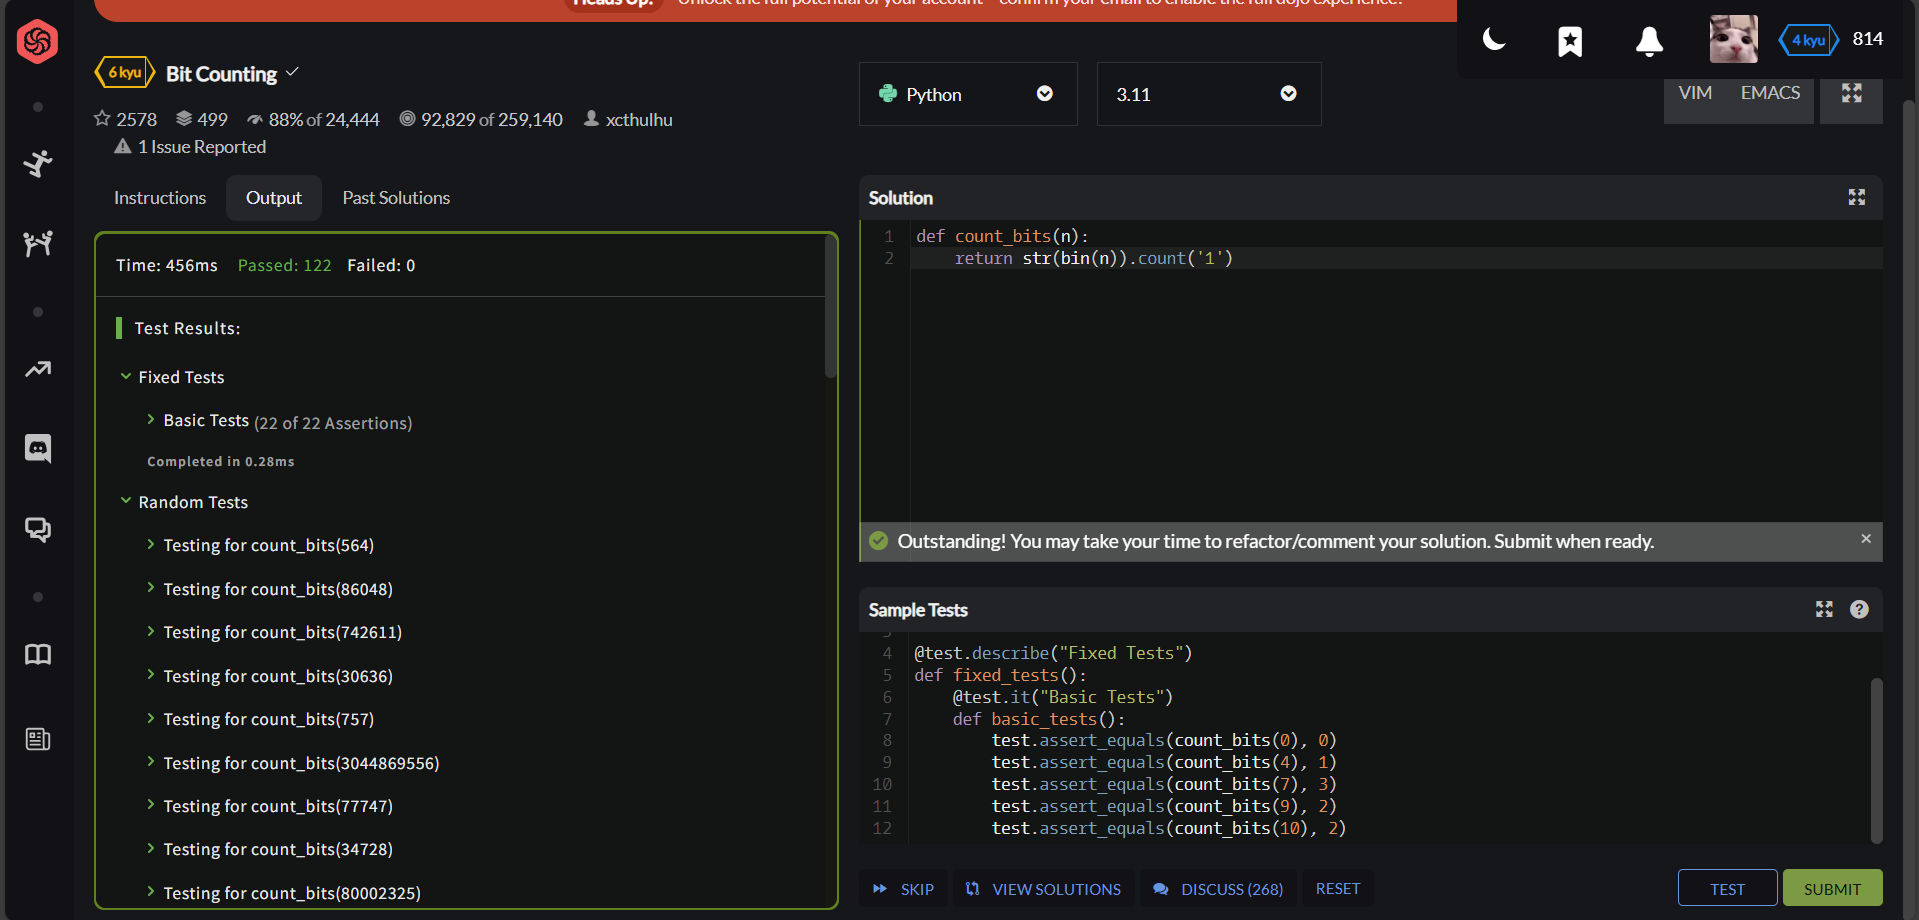 Heads Up! Unlock the full potential of your account - confirm your email to enable the full dojo experience!
4 kyu 814
6 kyu Bit Counting
2578 499 88% of 24,444 92,829 of 259,140 xcthulhu
1 Issue Reported
Python
3.11
VIM EMACS
Instructions Output Past Solutions
Time: 456ms Passed: 122 Failed: 0
Test Results:
Fixed Tests
Basic Tests (22 of 22 Assertions)
Completed in 0.28ms
Random Tests
Testing for count_bits(564)
Testing for count_bits(86048)
Testing for count_bits(742611)
Testing for count_bits(30636)
Testing for count_bits(757)
Testing for count_bits(3044869556)
Testing for count_bits(77747)
Testing for count_bits(34728)
Testing for count_bits(80002325)
Solution
1 def count_bits(n):
2     return str(bin(n)).count('1')
Outstanding! You may take your time to refactor/comment your solution. Submit when ready. ×
Sample Tests ?
3
4 @test.describe("Fixed Tests")
5 def fixed_tests():
6     @test.it("Basic Tests")
7     def basic_tests():
8         test.assert_equals(count_bits(0), 0)
9         test.assert_equals(count_bits(4), 1)
10         test.assert_equals(count_bits(7), 3)
11         test.assert_equals(count_bits(9), 2)
12         test.assert_equals(count_bits(10), 2)
SKIP VIEW SOLUTIONS DISCUSS (268) RESET TEST SUBMIT